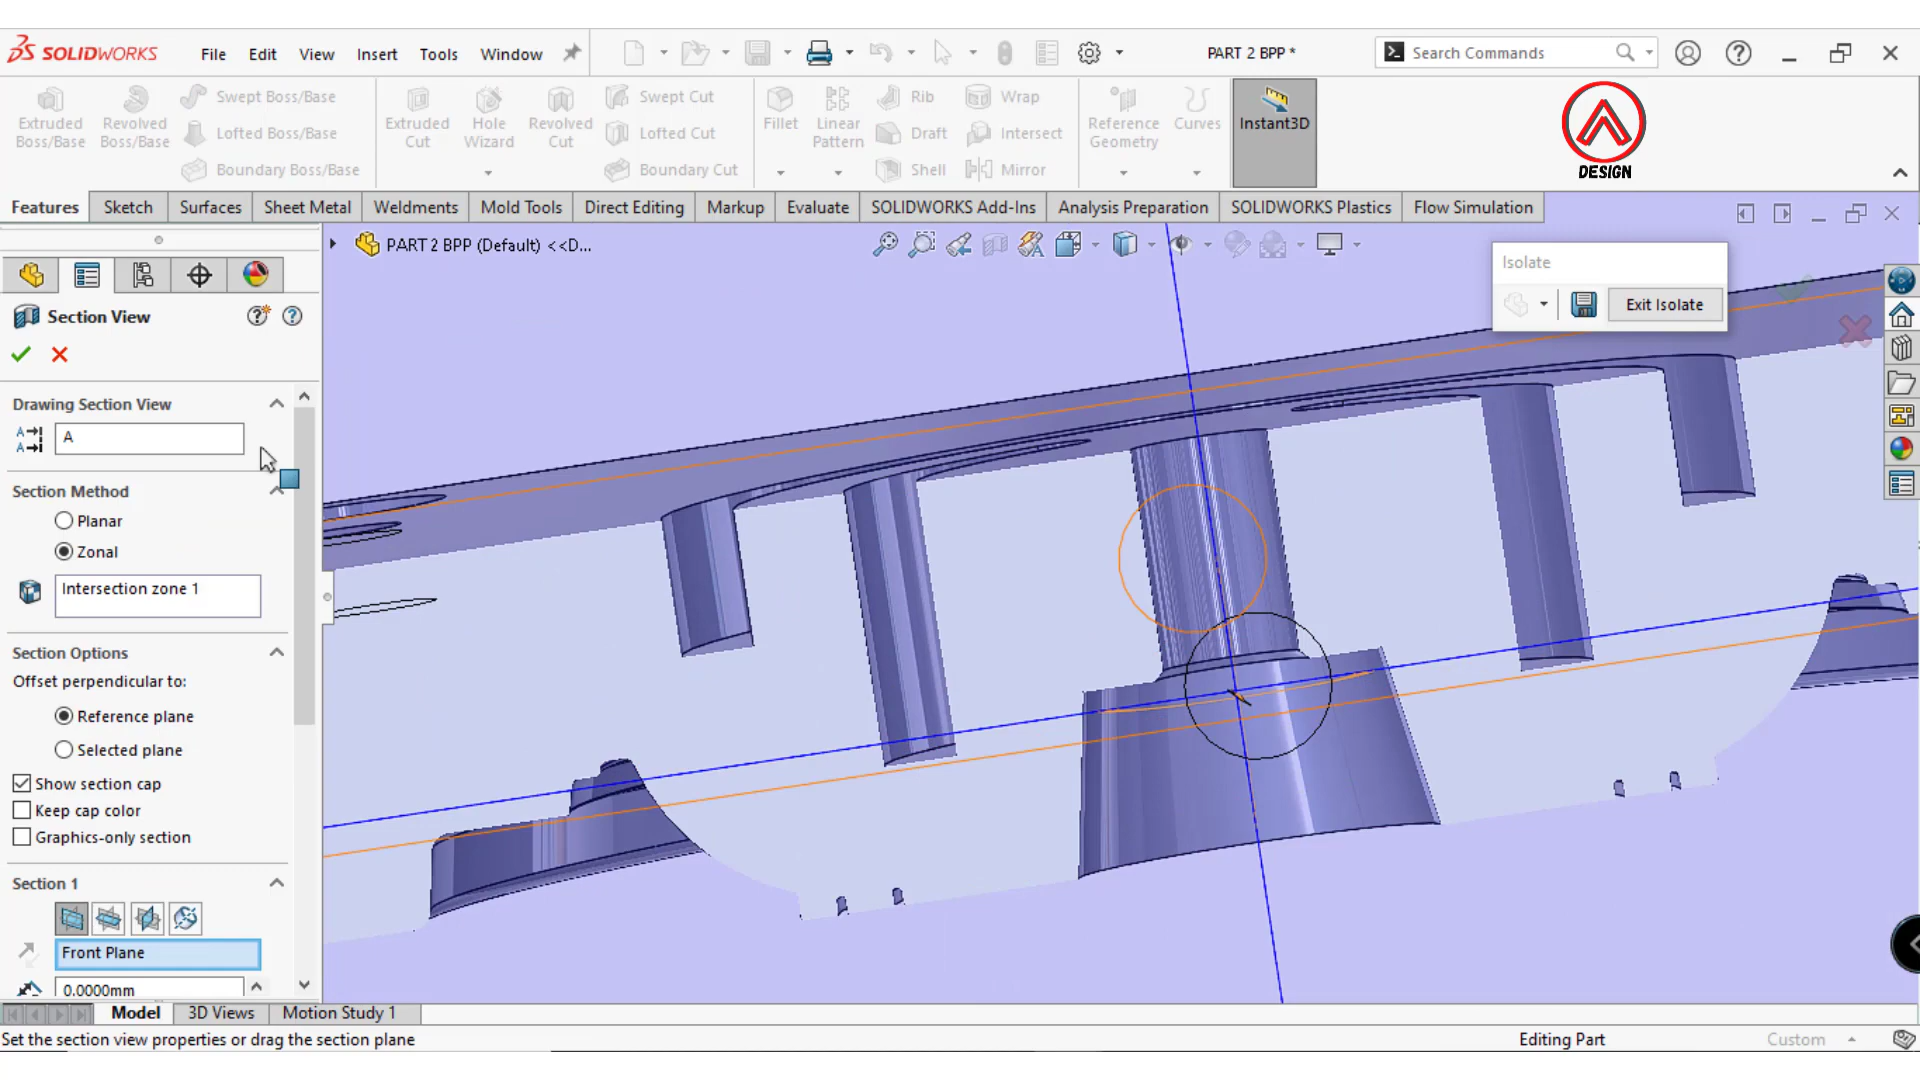 SOLIDWORKS File Edit View Insert Tools Window PART 2 BPP * Search Commands
Extruded Boss/Base
Revolved Boss/Base
Swept Boss/Base
Lofted Boss/Base
Boundary Boss/Base
Extruded Cut
Hole Wizard
Revolved Cut
Swept Cut
Lofted Cut
Boundary Cut
Fillet
Linear Pattern
Rib
Draft
Shell
Wrap
Intersect
Mirror
Reference Geometry
Curves
Instant3D
DESIGN
Features Sketch Surfaces Sheet Metal Weldments Mold Tools Direct Editing Markup Evaluate SOLIDWORKS Add-Ins Analysis Preparation SOLIDWORKS Plastics Flow Simulation
PART 2 BPP (Default) <<D...
Isolate
Exit Isolate
Section View
Drawing Section View
A
Section Method
Planar
Zonal
Intersection zone 1
Section Options
Offset perpendicular to:
Reference plane
Selected plane
Show section cap
Keep cap color
Graphics-only section
Section 1
Front Plane
0.0000mm
Model 3D Views Motion Study 1
Set the section view properties or drag the section plane Editing Part Custom